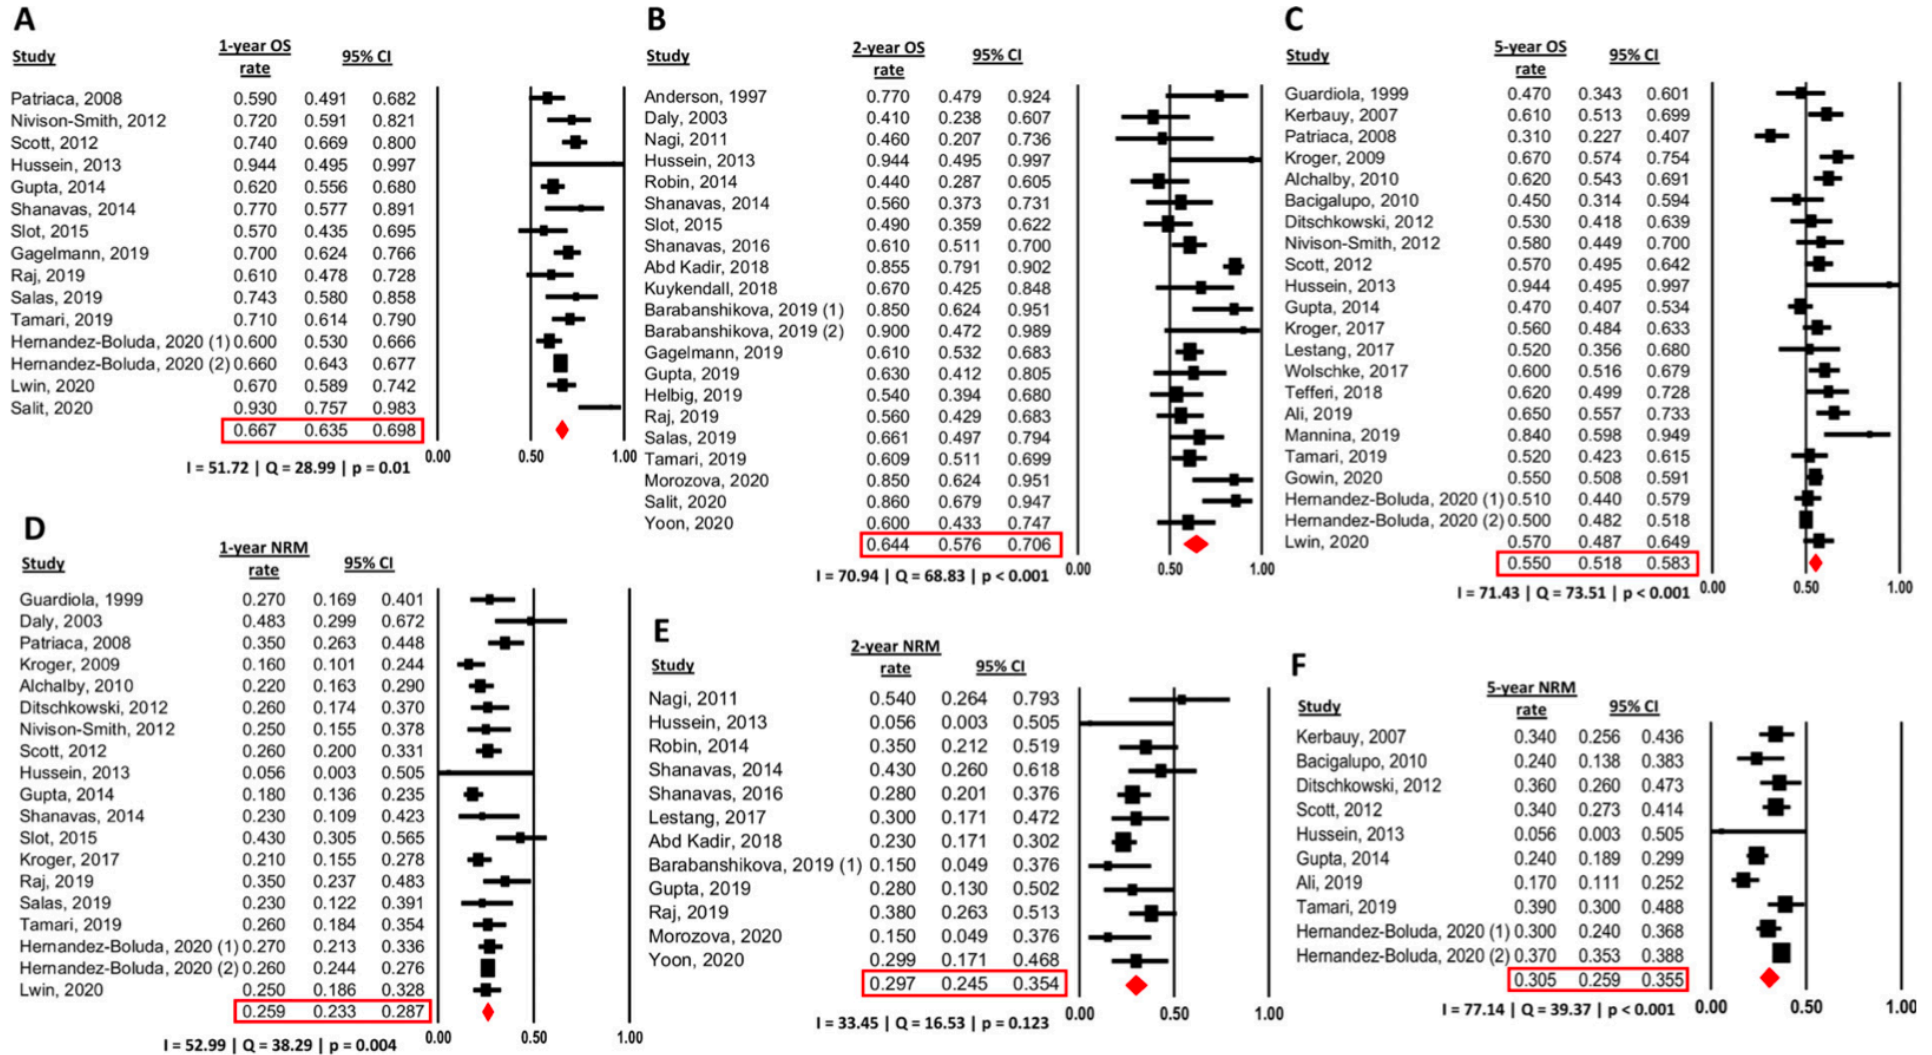 A
Study 1-year OS rate 95% CI
Patriaca, 2008 0.590 0.491 0.682
Nivison-Smith, 2012 0.720 0.591 0.821
Scott, 2012 0.740 0.669 0.800
Hussein, 2013 0.944 0.495 0.997
Gupta, 2014 0.620 0.556 0.680
Shanavas, 2014 0.770 0.577 0.891
Slot, 2015 0.570 0.435 0.695
Gagelmann, 2019 0.700 0.624 0.766
Raj, 2019 0.610 0.478 0.728
Salas, 2019 0.743 0.580 0.858
Tamari, 2019 0.710 0.614 0.790
Hernandez-Boluda, 2020 (1) 0.600 0.530 0.666
Hernandez-Boluda, 2020 (2) 0.660 0.643 0.677
Lwin, 2020 0.670 0.589 0.742
Salit, 2020 0.930 0.757 0.983
0.667 0.635 0.698
0.00 0.50 1.00
I = 51.72 | Q = 28.99 | p = 0.01
B
Study 2-year OS rate 95% CI
Anderson, 1997 0.770 0.479 0.924
Daly, 2003 0.410 0.238 0.607
Nagi, 2011 0.460 0.207 0.736
Hussein, 2013 0.944 0.495 0.997
Robin, 2014 0.440 0.287 0.605
Shanavas, 2014 0.560 0.373 0.731
Slot, 2015 0.490 0.359 0.622
Shanavas, 2016 0.610 0.511 0.700
Abd Kadir, 2018 0.855 0.791 0.902
Kuykendall, 2018 0.670 0.425 0.848
Barabanshikova, 2019 (1) 0.850 0.624 0.951
Barabanshikova, 2019 (2) 0.900 0.472 0.989
Gagelmann, 2019 0.610 0.532 0.683
Gupta, 2019 0.630 0.412 0.805
Helbig, 2019 0.540 0.394 0.680
Raj, 2019 0.560 0.429 0.683
Salas, 2019 0.661 0.497 0.794
Tamari, 2019 0.609 0.511 0.699
Morozova, 2020 0.850 0.624 0.951
Salit, 2020 0.860 0.679 0.947
Yoon, 2020 0.600 0.433 0.747
0.644 0.576 0.706
0.00 0.50 1.00
I = 70.94 | Q = 68.83 | p < 0.001
C
Study 5-year OS rate 95% CI
Guardiola, 1999 0.470 0.343 0.601
Kerbauy, 2007 0.610 0.513 0.699
Patriaca, 2008 0.310 0.227 0.407
Kroger, 2009 0.670 0.574 0.754
Alchalby, 2010 0.620 0.543 0.691
Bacigalupo, 2010 0.450 0.314 0.594
Ditschkowski, 2012 0.530 0.418 0.639
Nivison-Smith, 2012 0.580 0.449 0.700
Scott, 2012 0.570 0.495 0.642
Hussein, 2013 0.944 0.495 0.997
Gupta, 2014 0.470 0.407 0.534
Kroger, 2017 0.560 0.484 0.633
Lestang, 2017 0.520 0.356 0.680
Wolschke, 2017 0.600 0.516 0.679
Tefferi, 2018 0.620 0.499 0.728
Ali, 2019 0.650 0.557 0.733
Mannina, 2019 0.840 0.598 0.949
Tamari, 2019 0.520 0.423 0.615
Gowin, 2020 0.550 0.508 0.591
Hernandez-Boluda, 2020 (1) 0.510 0.440 0.579
Hernandez-Boluda, 2020 (2) 0.500 0.482 0.518
Lwin, 2020 0.570 0.487 0.649
0.550 0.518 0.583
0.00 0.50 1.00
I = 71.43 | Q = 73.51 | p < 0.001
D
Study 1-year NRM rate 95% CI
Guardiola, 1999 0.270 0.169 0.401
Daly, 2003 0.483 0.299 0.672
Patriaca, 2008 0.350 0.263 0.448
Kroger, 2009 0.160 0.101 0.244
Alchalby, 2010 0.220 0.163 0.290
Ditschkowski, 2012 0.260 0.174 0.370
Nivison-Smith, 2012 0.250 0.155 0.378
Scott, 2012 0.260 0.200 0.331
Hussein, 2013 0.056 0.003 0.505
Gupta, 2014 0.180 0.136 0.235
Shanavas, 2014 0.230 0.109 0.423
Slot, 2015 0.430 0.305 0.565
Kroger, 2017 0.210 0.155 0.278
Raj, 2019 0.350 0.237 0.483
Salas, 2019 0.230 0.122 0.391
Tamari, 2019 0.260 0.184 0.354
Hernandez-Boluda, 2020 (1) 0.270 0.213 0.336
Hernandez-Boluda, 2020 (2) 0.260 0.244 0.276
Lwin, 2020 0.250 0.186 0.328
0.259 0.233 0.287
0.00 0.50 1.00
I = 52.99 | Q = 38.29 | p = 0.004
E
Study 2-year NRM rate 95% CI
Nagi, 2011 0.540 0.264 0.793
Hussein, 2013 0.056 0.003 0.505
Robin, 2014 0.350 0.212 0.519
Shanavas, 2014 0.430 0.260 0.618
Shanavas, 2016 0.280 0.201 0.376
Lestang, 2017 0.300 0.171 0.472
Abd Kadir, 2018 0.230 0.171 0.302
Barabanshikova, 2019 (1) 0.150 0.049 0.376
Gupta, 2019 0.280 0.130 0.502
Raj, 2019 0.380 0.263 0.513
Morozova, 2020 0.150 0.049 0.376
Yoon, 2020 0.299 0.171 0.468
0.297 0.245 0.354
0.00 0.50 1.00
I = 33.45 | Q = 16.53 | p = 0.123
F
Study 5-year NRM rate 95% CI
Kerbauy, 2007 0.340 0.256 0.436
Bacigalupo, 2010 0.240 0.138 0.383
Ditschkowski, 2012 0.360 0.260 0.473
Scott, 2012 0.340 0.273 0.414
Hussein, 2013 0.056 0.003 0.505
Gupta, 2014 0.240 0.189 0.299
Ali, 2019 0.170 0.111 0.252
Tamari, 2019 0.390 0.300 0.488
Hernandez-Boluda, 2020 (1) 0.300 0.240 0.368
Hernandez-Boluda, 2020 (2) 0.370 0.353 0.388
0.305 0.259 0.355
0.00 0.50 1.00
I = 77.14 | Q = 39.37 | p < 0.001